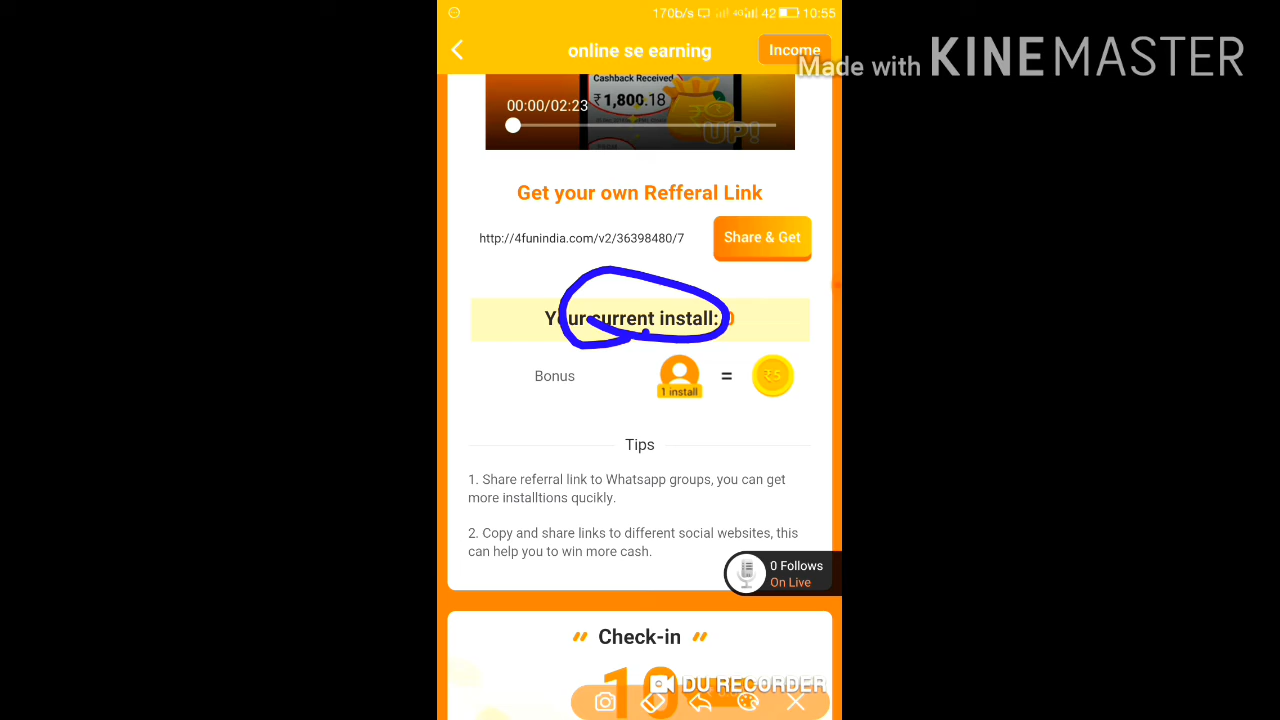 170b/s 4G 42 10:55
online se earning
Income
Made with KINEMASTER
Cashback Received
₹1,800.18
00:00/02:23
UP!
Get your own Refferal Link
http://4funindia.com/v2/36398480/7
Share & Get
Your current install: 0
Bonus
1 install
=
₹5
Tips
1. Share referral link to Whatsapp groups, you can get
more installtions qucikly.
2. Copy and share links to different social websites, this
can help you to win more cash.
0 Follows
On Live
Check-in
DU RECORDER